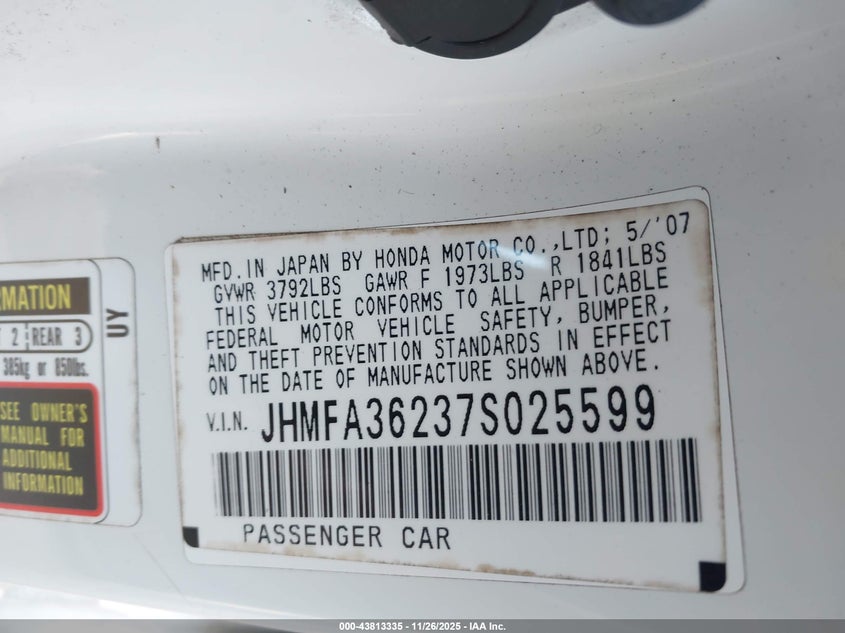 MFD. IN JAPAN BY HONDA MOTOR CO.,LTD; 5/'07
GVWR 3792LBS GAWR F 1973LBS R 1841LBS
THIS VEHICLE CONFORMS TO ALL APPLICABLE
FEDERAL MOTOR VEHICLE SAFETY, BUMPER,
AND THEFT PREVENTION STANDARDS IN EFFECT
ON THE DATE OF MANUFACTURE SHOWN ABOVE.
V.I.N. JHMFA36237S025599
PASSENGER CAR
RMATION
2 REAR 3
385kg or 850lbs.
SEE OWNER'S
MANUAL FOR
ADDITIONAL
INFORMATION
UY
000-43813335 - 11/26/2025 - IAA Inc.